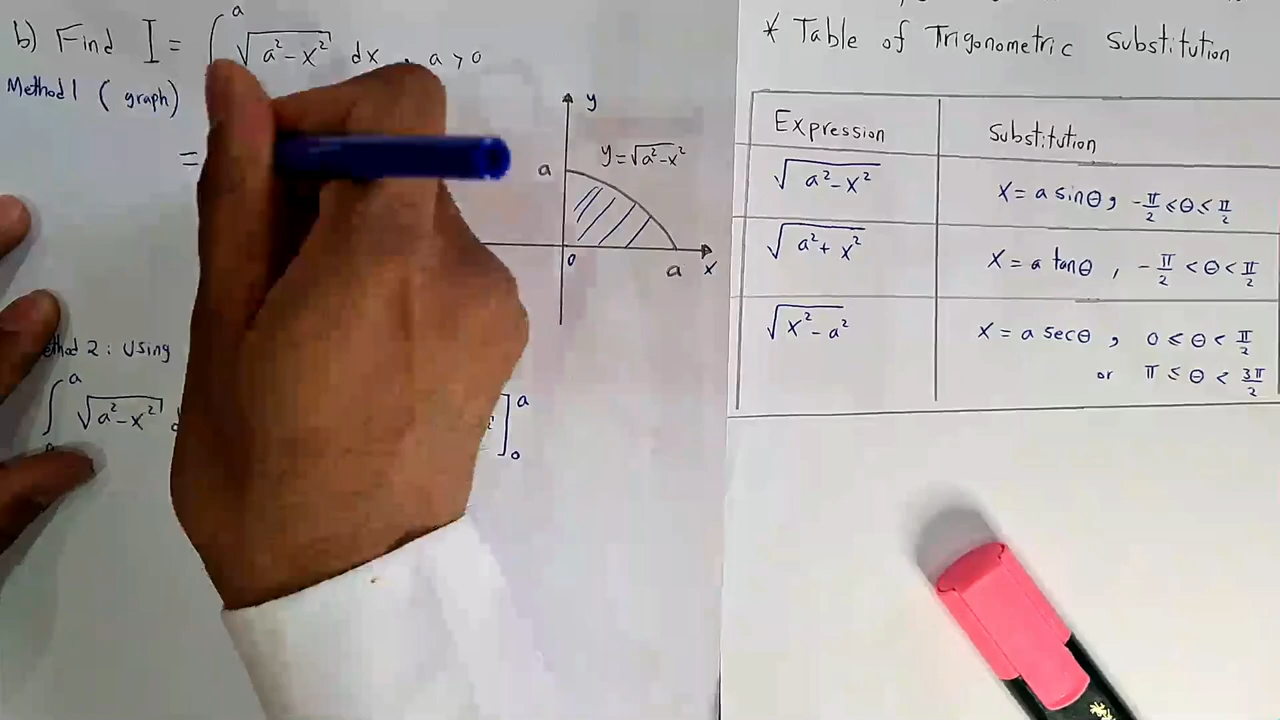 b) Find I = ∫ a √a²-x² dx , a > 0
Method 1 (graph)
=
y
a
y=√a²-x²
0
a
x
Method 2: Using
∫ a √a²-x²
]a 0
* Table of Trigonometric Substitution
Expression Substitution
√a²-x² x = a sinθ, -π/2 ≤ θ ≤ π/2
√a²+x² x = a tanθ, -π/2 < θ < π/2
√x²-a² x = a secθ, 0 ≤ θ < π/2
or π ≤ θ < 3π/2